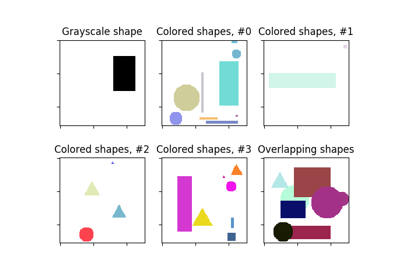 Grayscale shape
Colored shapes, #0
Colored shapes, #1
Colored shapes, #2
Colored shapes, #3
Overlapping shapes